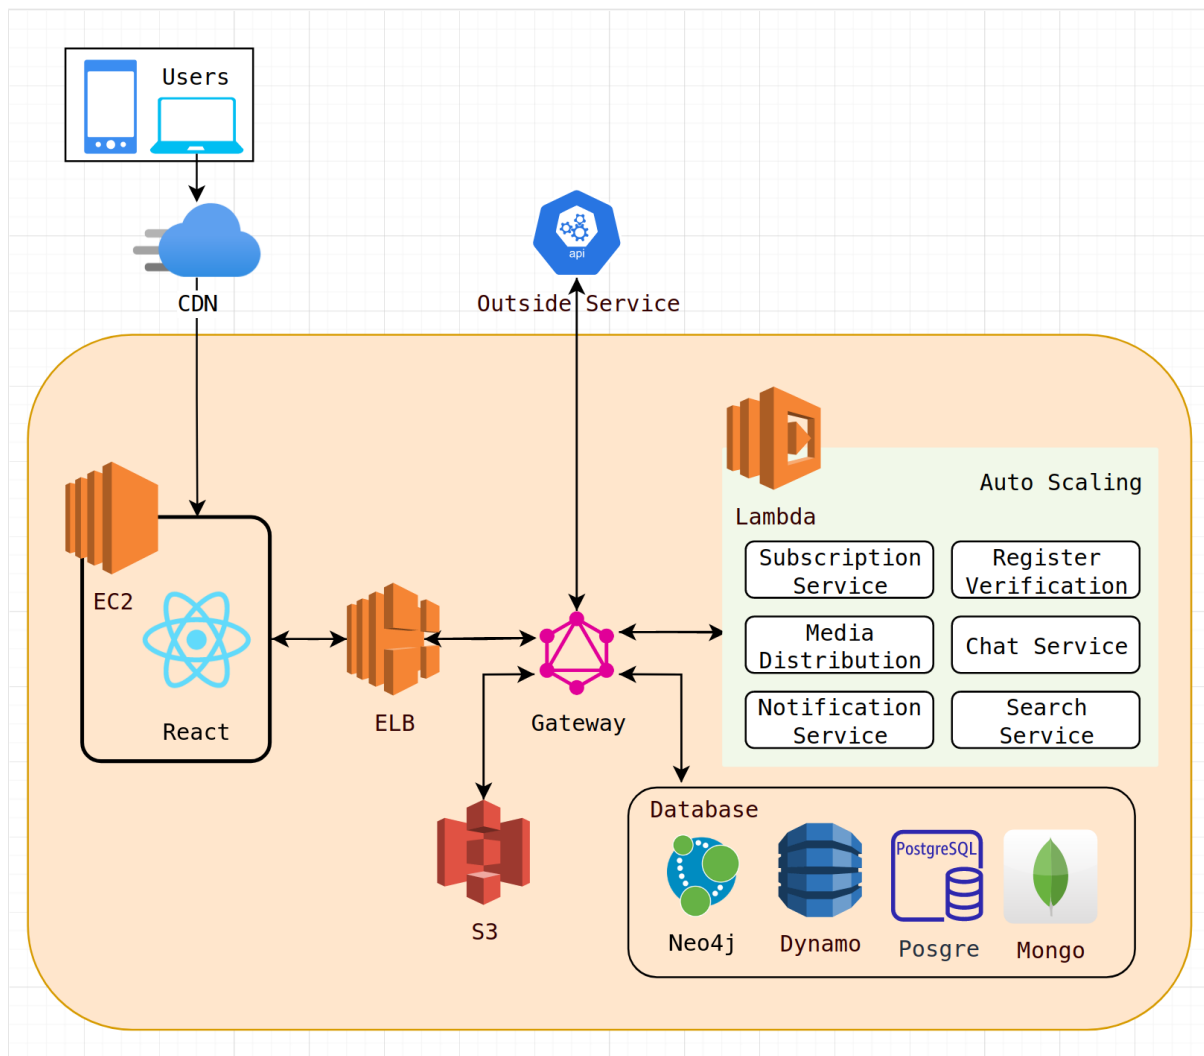 Users
api
CDN
Outside Service
Auto Scaling
Lambda
Subscription
Service
Register
Verification
EC2
Media
Distribution
Chat Service
React
ELB
Gateway
Notification
Service
Search
Service
Database
PostgreSQL
S3
Neo4j
Dynamo
Posgre
Mongo